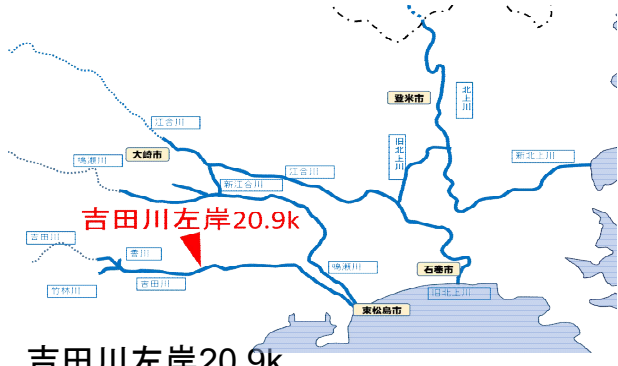 北上川
登米市
江合川
大崎市
旧北上川
新北上川
鳴瀬川
江合川
新江合川
吉田川左岸20.9k
吉田川
善川
鳴瀬川
石巻市
吉田川
竹林川
旧北上川
東松島市
吉田川左岸20.9k